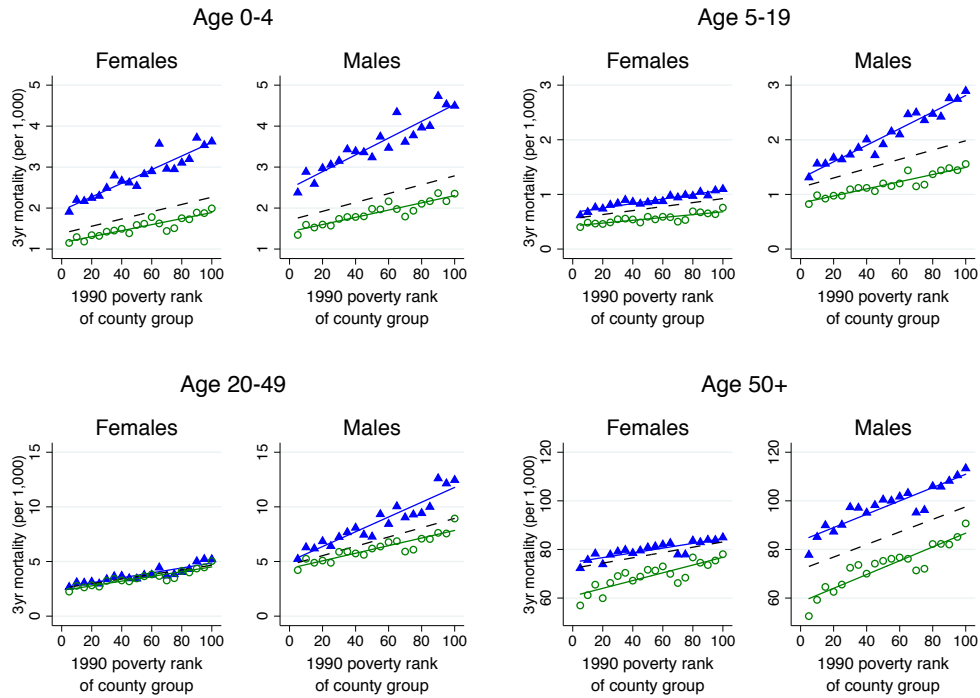 Age 0-4
Females
Males
3yr mortality (per 1,000)
1 2 3 4 5
0 20 40 60 80 100
1990 poverty rank
of county group
1 2 3 4 5
0 20 40 60 80 100
1990 poverty rank
of county group
Age 5-19
Females
Males
3yr mortality (per 1,000)
0 1 2 3
0 20 40 60 80 100
1990 poverty rank
of county group
0 1 2 3
0 20 40 60 80 100
1990 poverty rank
of county group
Age 20-49
Females
Males
3yr mortality (per 1,000)
0 5 10 15
0 20 40 60 80 100
1990 poverty rank
of county group
0 5 10 15
0 20 40 60 80 100
1990 poverty rank
of county group
Age 50+
Females
Males
3yr mortality (per 1,000)
60 80 100 120
0 20 40 60 80 100
1990 poverty rank
of county group
60 80 100 120
0 20 40 60 80 100
1990 poverty rank
of county group